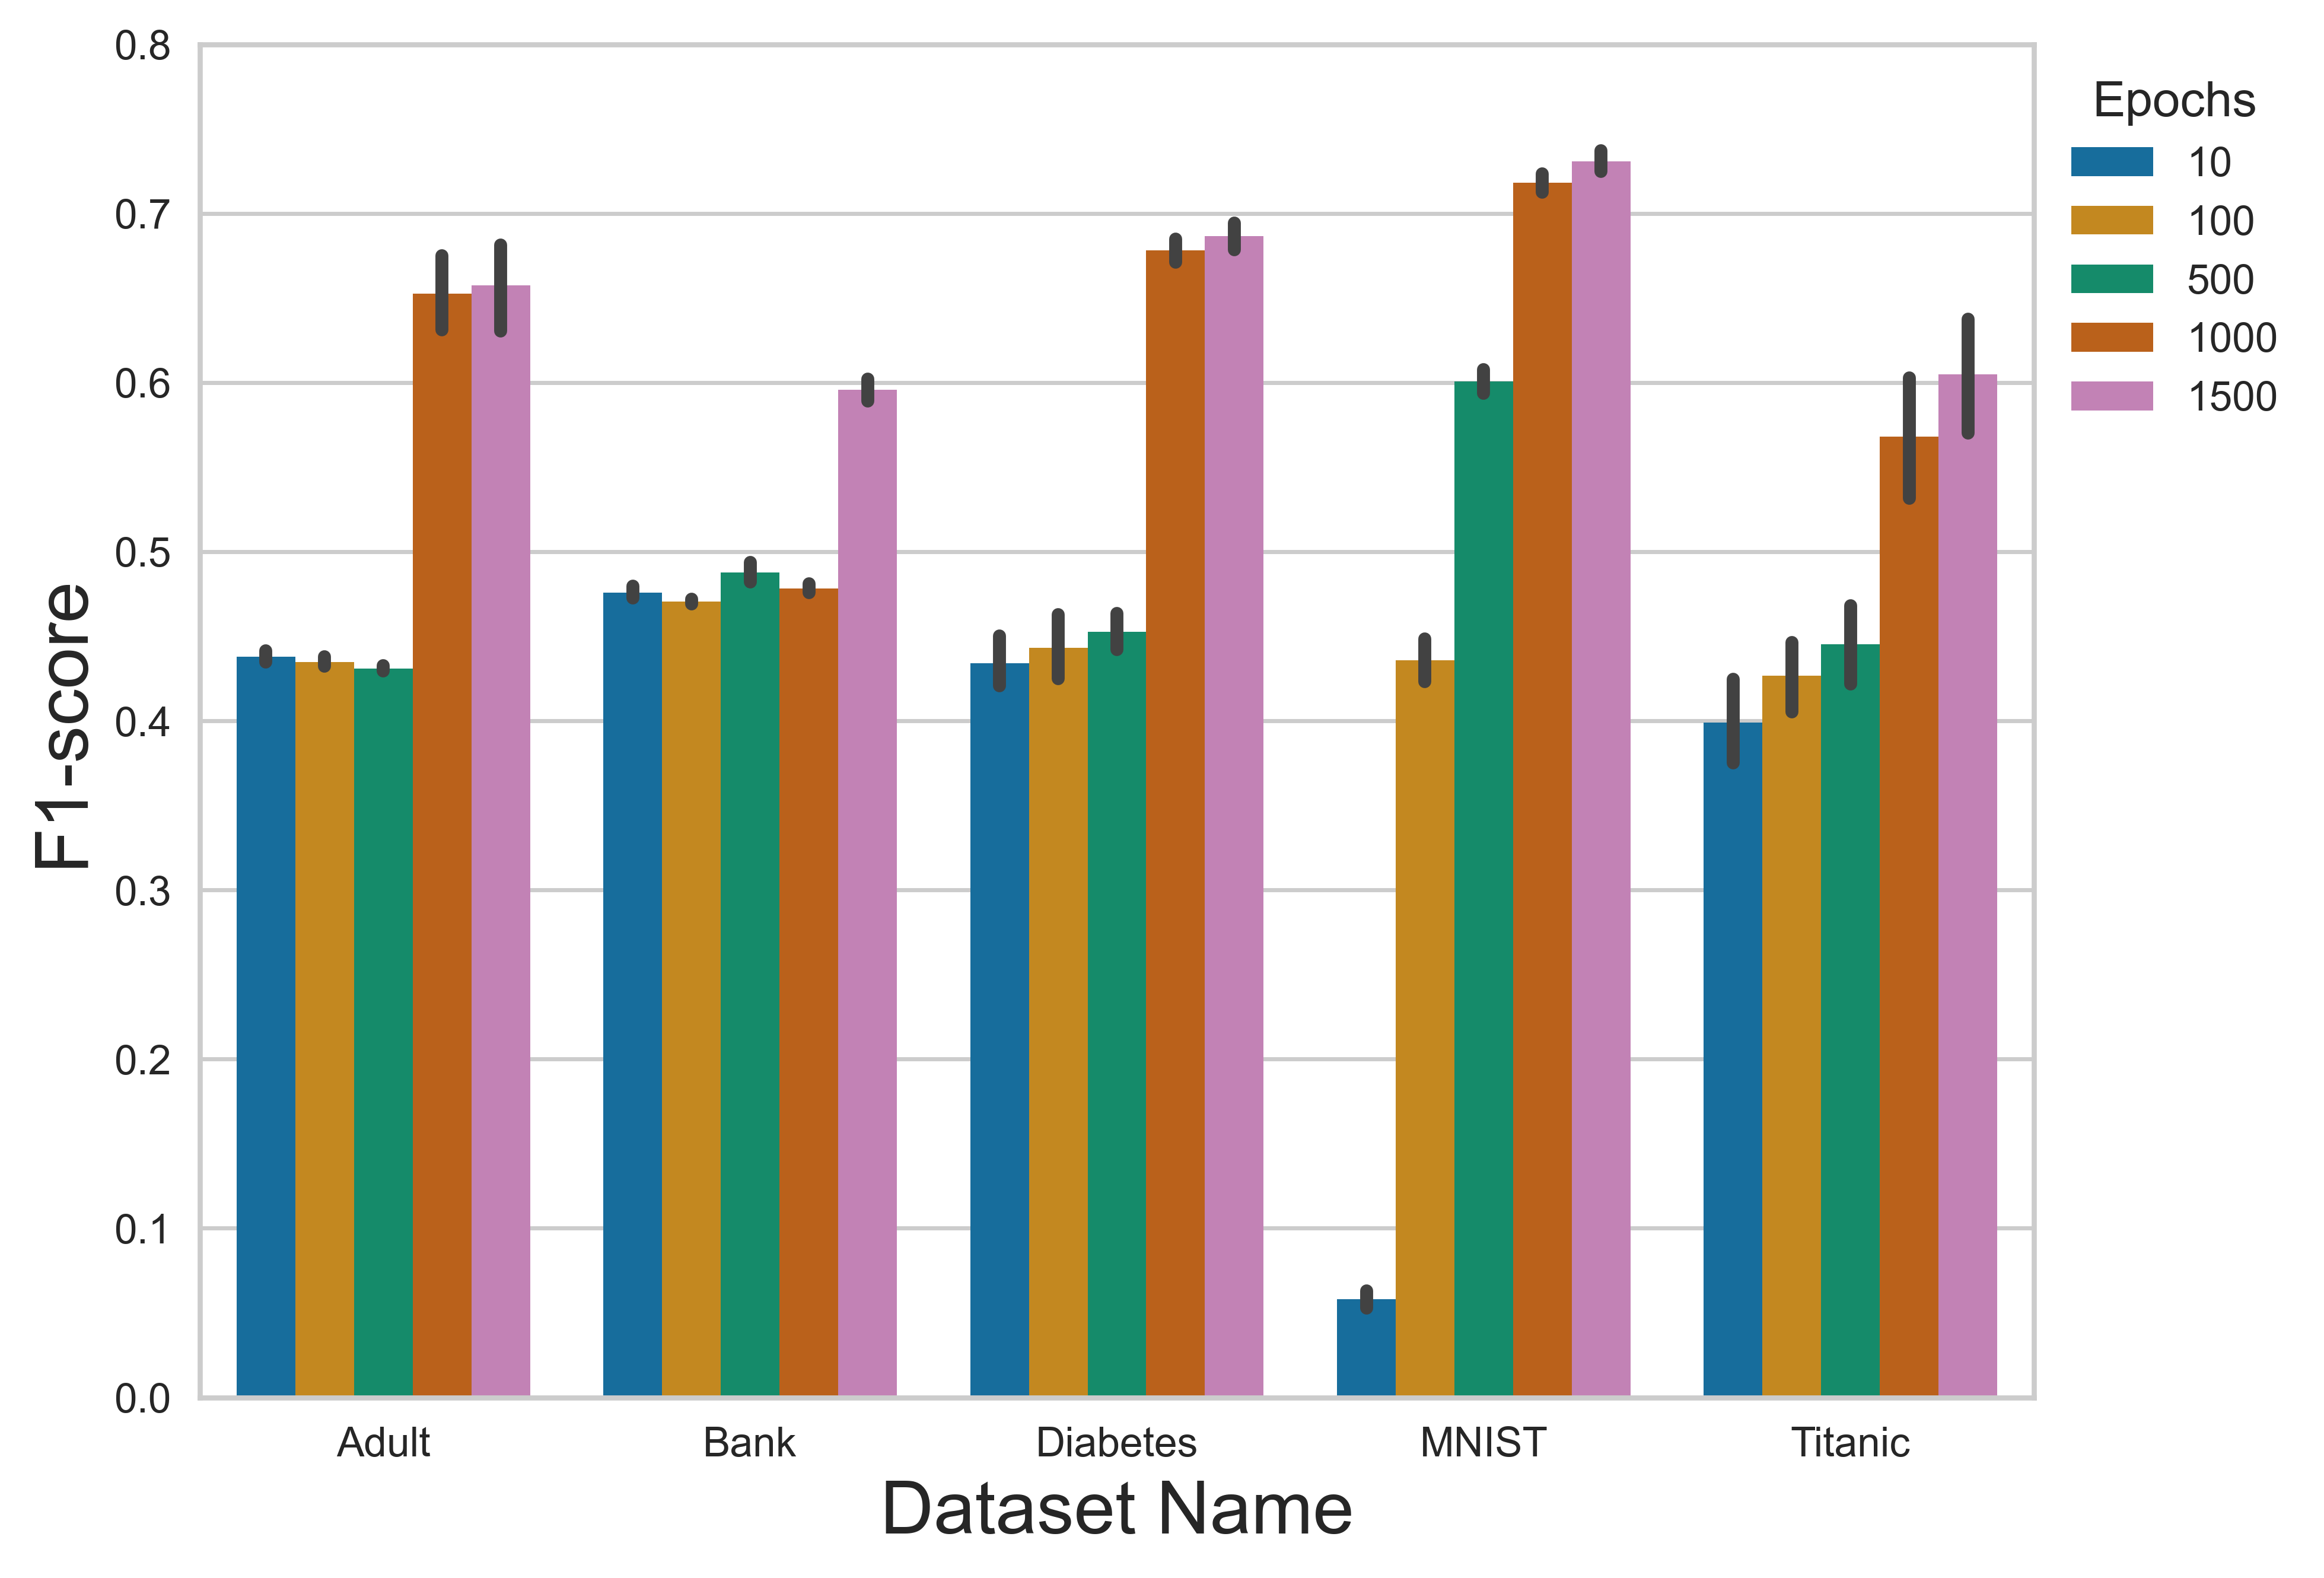 0.8
0.7
0.6
0.5
0.4
0.3
0.2
0.1
0.0
F1-score
Adult
Bank
Diabetes
MNIST
Titanic
Dataset Name
Epochs
10
100
500
1000
1500